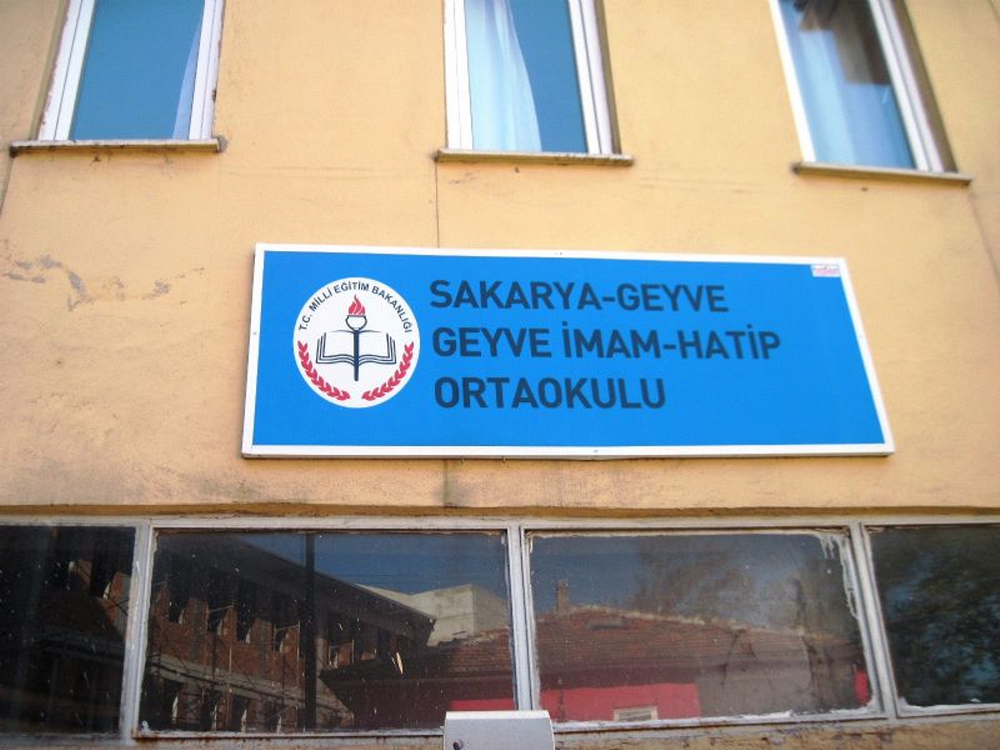 T.C. MİLLİ EĞİTİM BAKANLIĞI
SAKARYA-GEYVE
GEYVE İMAM-HATİP
ORTAOKULU